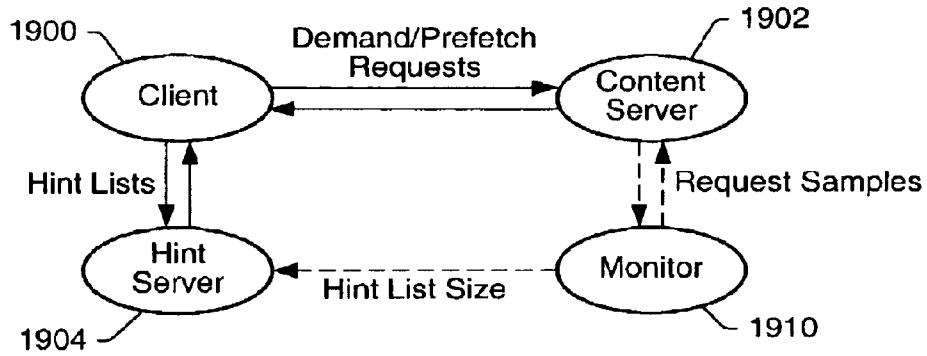 1900
Demand/Prefetch
Requests
1902
Client
Content
Server
Hint Lists
Request Samples
Hint
Server
Hint List Size
Monitor
1904
1910